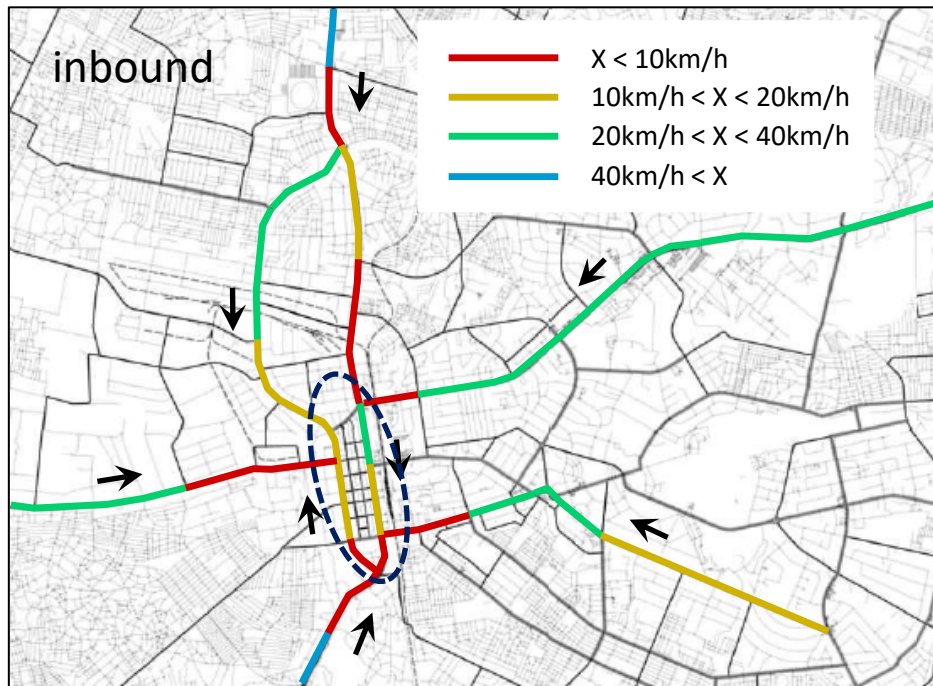 inbound
X < 10km/h
10km/h < X < 20km/h
20km/h < X < 40km/h
40km/h < X